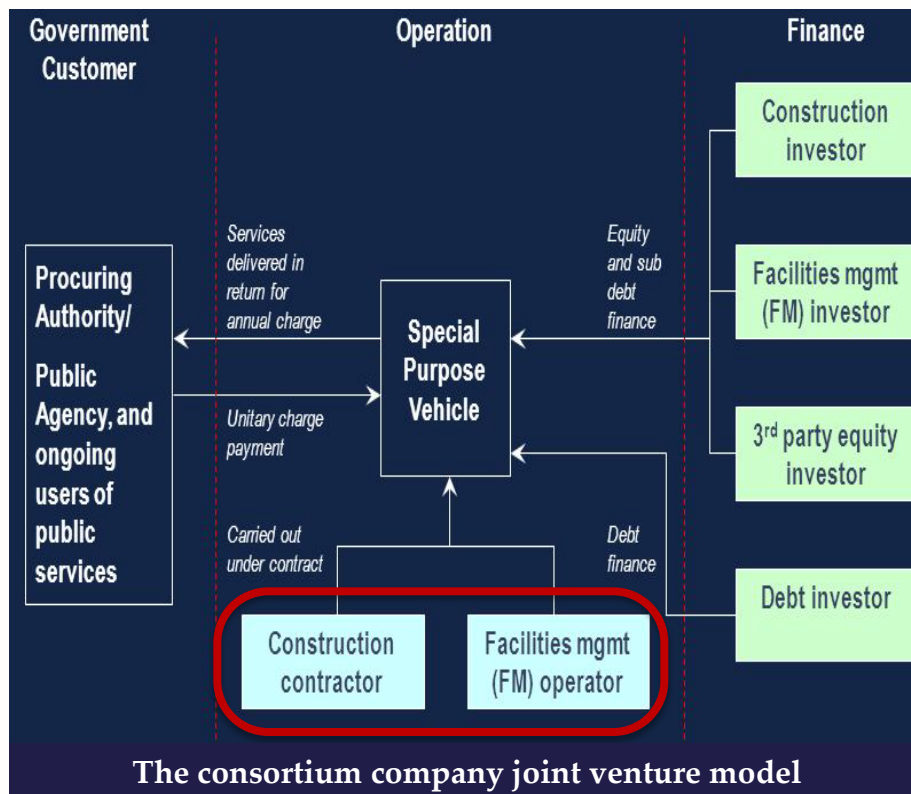 Government
Customer
Operation
Finance
Construction
investor
Services
delivered in
return for
annual charge
Equity
and sub
debt
finance
Procuring
Authority/
Public
Agency, and
ongoing
users of
public
services
Special
Purpose
Vehicle
Facilities mgmt
(FM) investor
Unitary charge
payment
3rd party equity
investor
Carried out
under contract
Debt
finance
Debt investor
Construction
contractor
Facilities mgmt
(FM) operator
The consortium company joint venture model